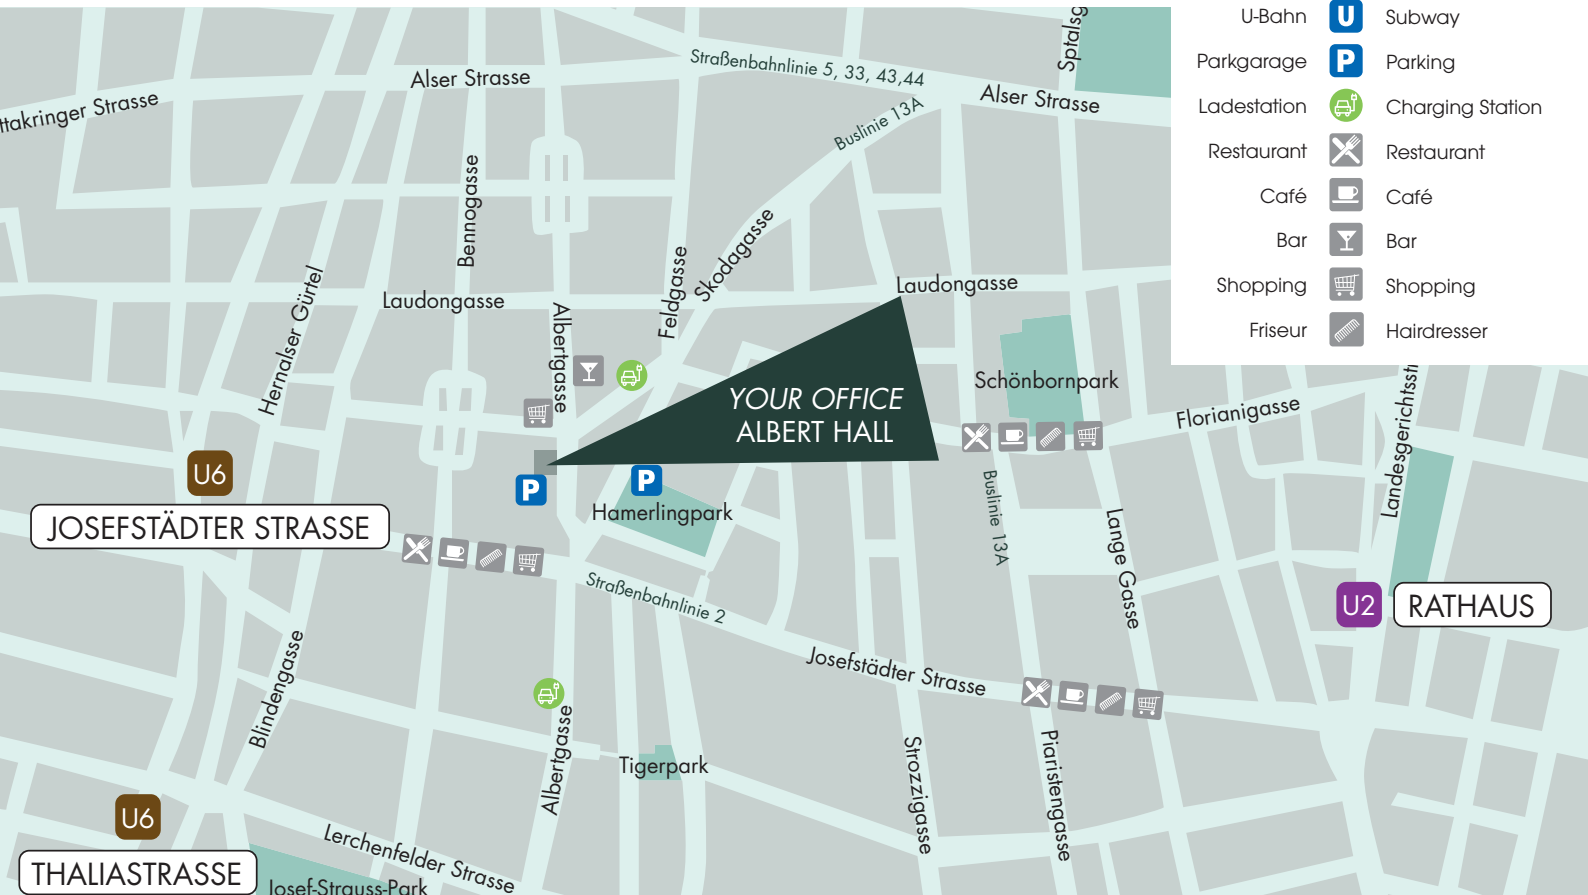 U-Bahn U Subway
Parkgarage P Parking
Ladestation Charging Station
Restaurant Restaurant
Café Café
Bar Bar
Shopping Shopping
Friseur Hairdresser
Alser Strasse
Straßenbahnlinie 5, 33, 43,44
Alser Strasse
Buslinie 13A
Bennogasse
Skodagasse
Feldgasse
Hernalser Gürtel
Laudongasse
Laudongasse
Albertgasse
YOUR OFFICE
ALBERT HALL
Schönbornpark
Florianigasse
U6
JOSEFSTÄDTER STRASSE
P
P
Hamerlingpark
Buslinie 13A
Lange Gasse
Straßenbahnlinie 2
U2
RATHAUS
Josefstädter Strasse
Blindengasse
Albertgasse
Tigerpark
Strozzigasse
Piaristengasse
U6
THALIASTRASSE
Lerchenfelder Strasse
Josef-Strauss-Park